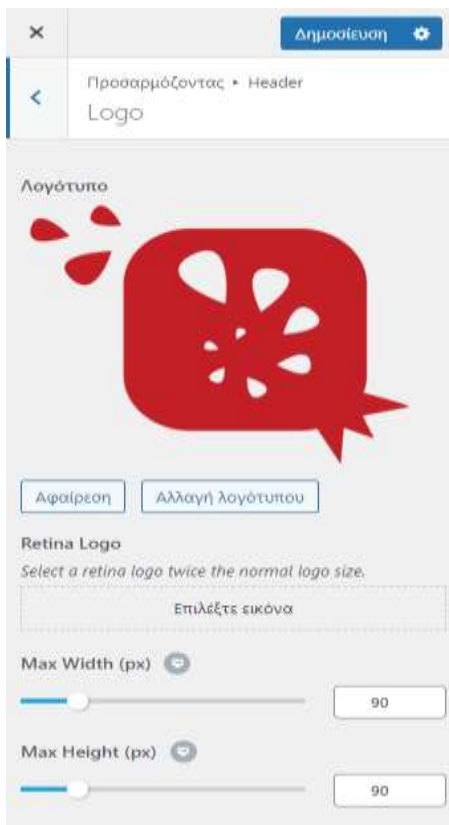 Δημοσίευση
Προσαρμόζοντας ▸ Header
Logo
Λογότυπο
Αφαίρεση
Αλλαγή λογότυπου
Retina Logo
Select a retina logo twice the normal logo size.
Επιλέξτε εικόνα
Max Width (px)
90
Max Height (px)
90